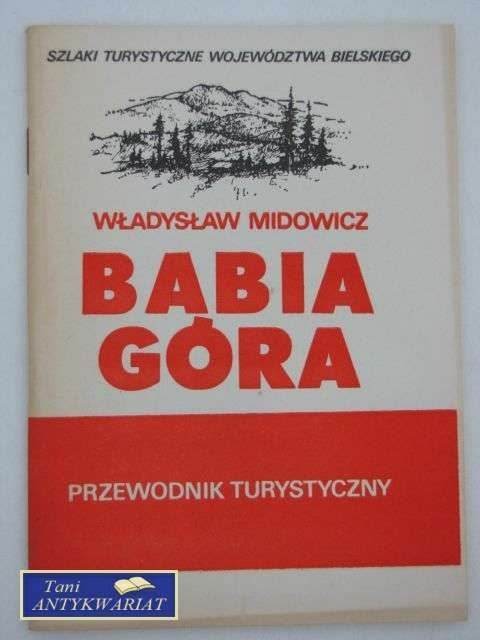 SZLAKI TURYSTYCZNE WOJEWÓDZTWA BIELSKIEGO
WŁADYSŁAW MIDOWICZ
BABIA
GÓRA
PRZEWODNIK TURYSTYCZNY
Tani
ANTYKWARIAT